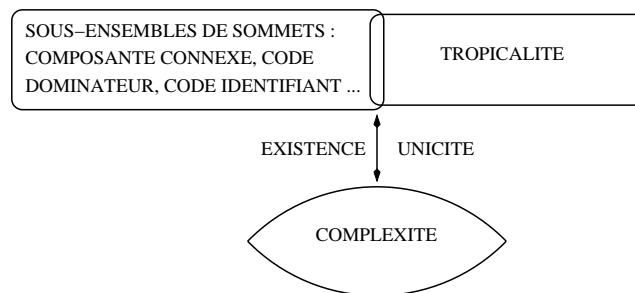 SOUS−ENSEMBLES DE SOMMETS :
COMPOSANTE CONNEXE, CODE
DOMINATEUR, CODE IDENTIFIANT ...
TROPICALITE
EXISTENCE UNICITE
COMPLEXITE